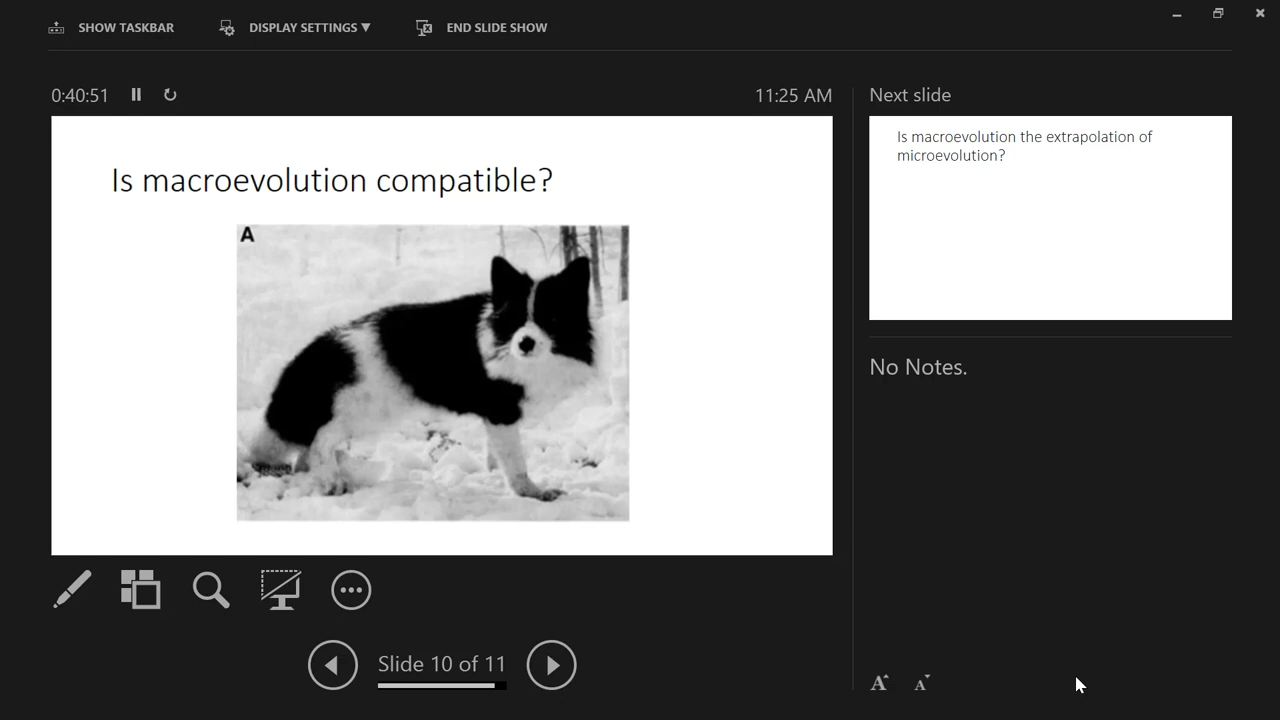 SHOW TASKBAR
DISPLAY SETTINGS ▼
END SLIDE SHOW
0:40:51
11:25 AM
Is macroevolution compatible?
A
Slide 10 of 11
Next slide
Is macroevolution the extrapolation of
microevolution?
No Notes.
A A